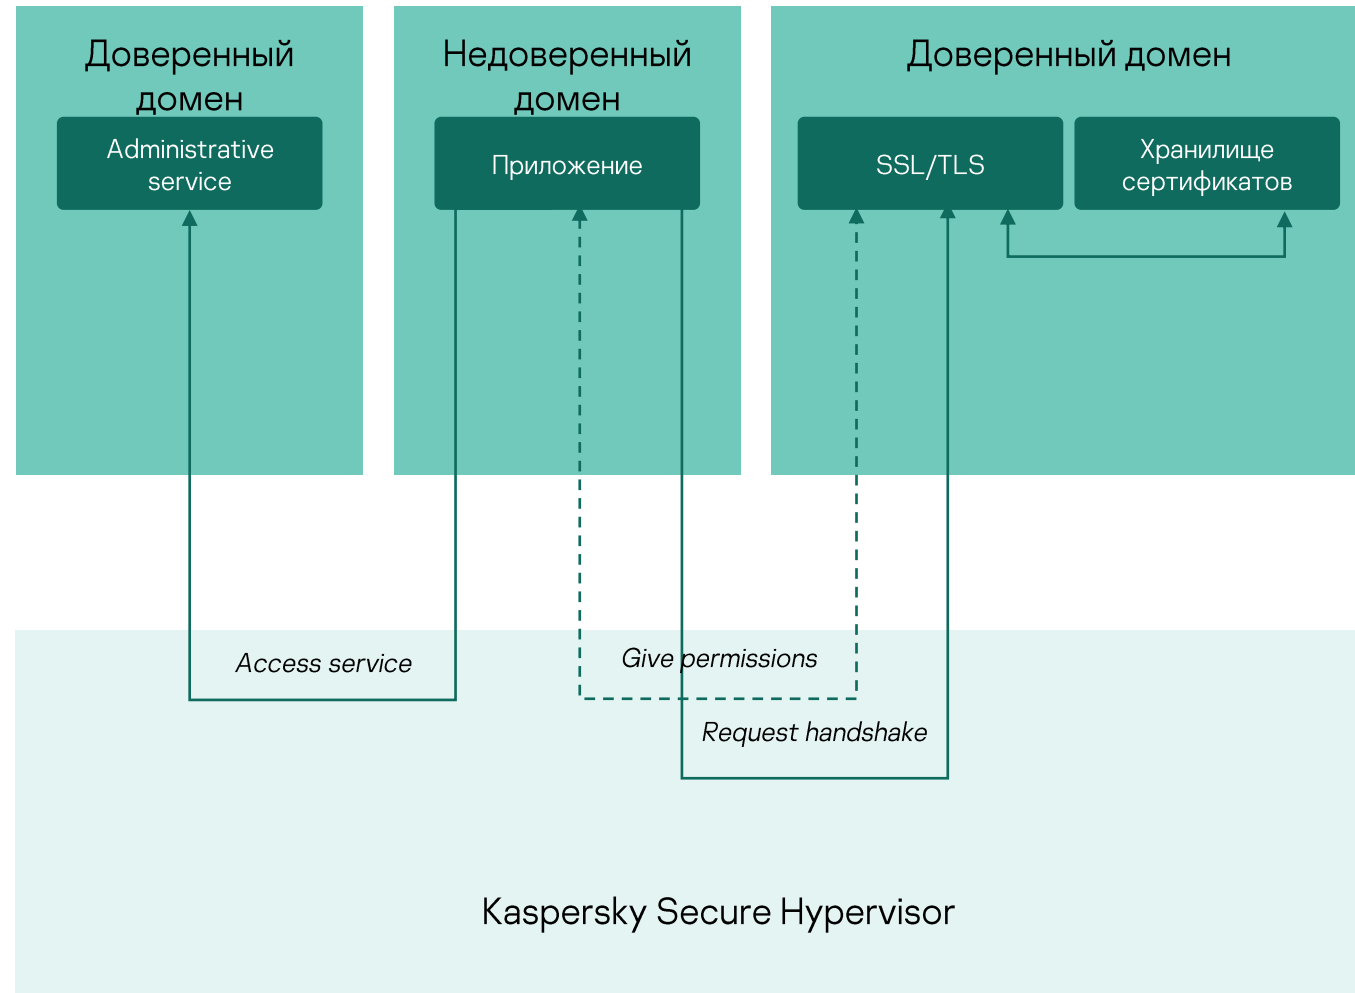 Доверенный
домен
Administrative
service
Недоверенный
домен
Приложение
Доверенный домен
SSL/TLS
Хранилище
сертификатов
Access service
Give permissions
Request handshake
Kaspersky Secure Hypervisor